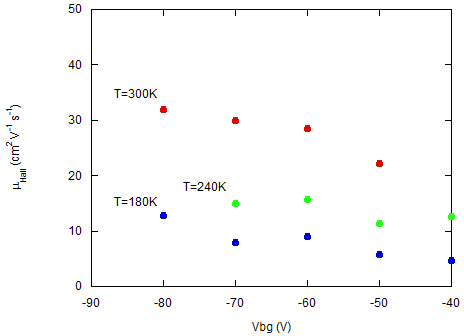 50
40
30
20
10
0
μHall (cm² V⁻¹ s⁻¹)
T=300K
T=240K
T=180K
-90 -80 -70 -60 -50 -40
Vbg (V)